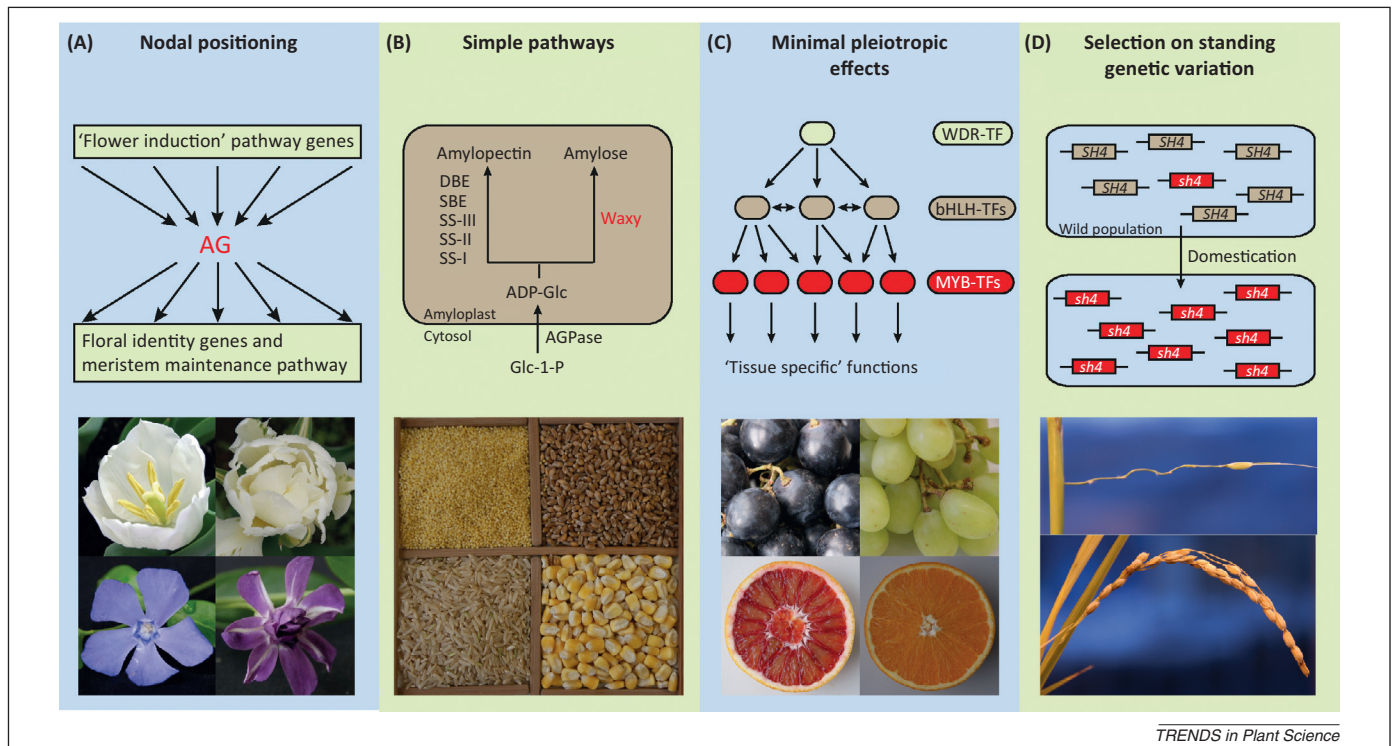 (A) Nodal positioning
'Flower induction' pathway genes
AG
Floral identity genes and
meristem maintenance pathway
(B) Simple pathways
Amylopectin Amylose
DBE
SBE
SS-III
SS-II
SS-I
Waxy
ADP-Glc
Amyloplast
Cytosol
AGPase
Glc-1-P
(C) Minimal pleiotropic
effects
WDR-TF
bHLH-TFs
MYB-TFs
'Tissue specific' functions
(D) Selection on standing
genetic variation
SH4
SH4
SH4
SH4
sh4
SH4
SH4
Wild population
Domestication
sh4
sh4
sh4
sh4
sh4
sh4
sh4
sh4
TRENDS in Plant Science